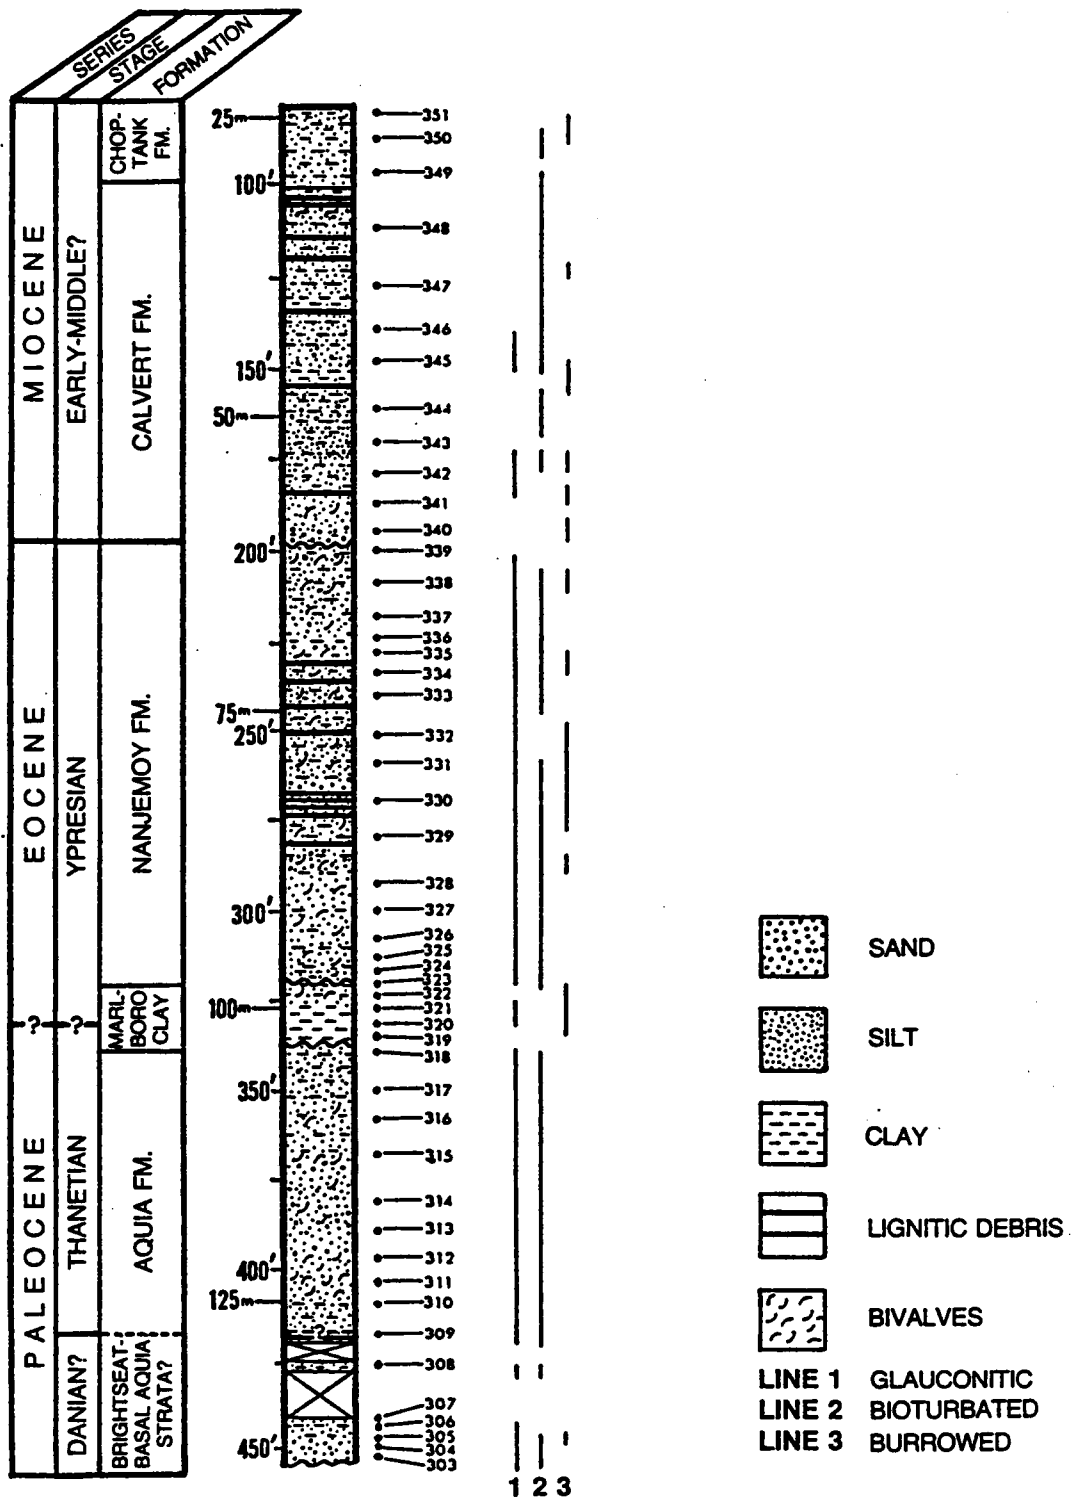 SERIES
STAGE
FORMATION
MIOCENE
EARLY-MIDDLE?
CHOP-
TANK
FM.
CALVERT FM.
EOCENE
YPRESIAN
NANJEMOY FM.
-?-
-?-
MARL-
BORO
CLAY
PALEOCENE
THANETIAN
AQUIA FM.
DANIAN?
BRIGHTSEAT-
BASAL AQUIA
STRATA?
25m
100'
150'
50m
200'
75m
250'
300'
100m
350'
400'
125m
450'
351
350
349
348
347
346
345
344
343
342
341
340
339
338
337
336
335
334
333
332
331
330
329
328
327
326
325
324
323
322
321
320
319
318
317
316
315
314
313
312
311
310
309
?
308
307
306
305
304
303
1 2 3
SAND
SILT
CLAY
LIGNITIC DEBRIS
BIVALVES
LINE 1 GLAUCONITIC
LINE 2 BIOTURBATED
LINE 3 BURROWED